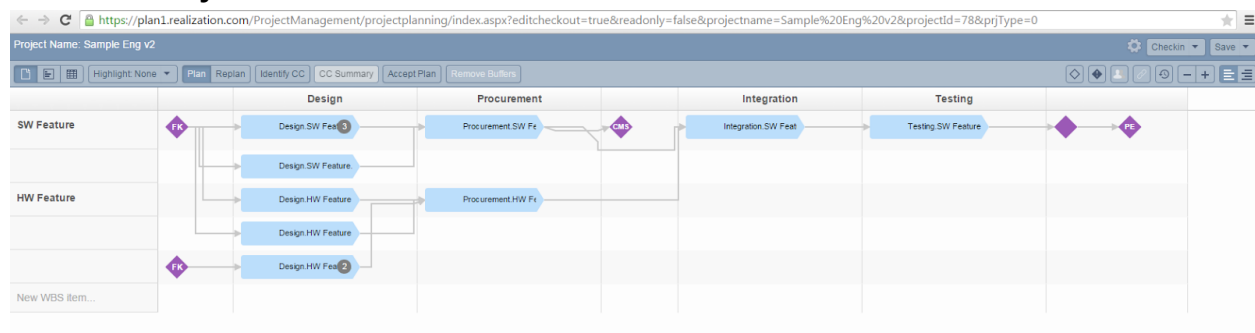 https://plan1.realization.com/ProjectManagement/projectplanning/index.aspx?editcheckout=true&readonly=false&projectname=Sample%20Eng%20v2&projectId=78&prjType=0
Project Name: Sample Eng v2 Checkin Save
Highlight: None Plan Replan Identify CC CC Summary Accept Plan Remove Buffers
Design Procurement Integration Testing
SW Feature FK Design.SW Feat 3 Procurement.SW Fe CMS Integration.SW Feat Testing.SW Feature PE
Design.SW Feature.
HW Feature Design.HW Feature Procurement.HW Fe
Design.HW Feature
FK Design.HW Feat 2
New WBS item...